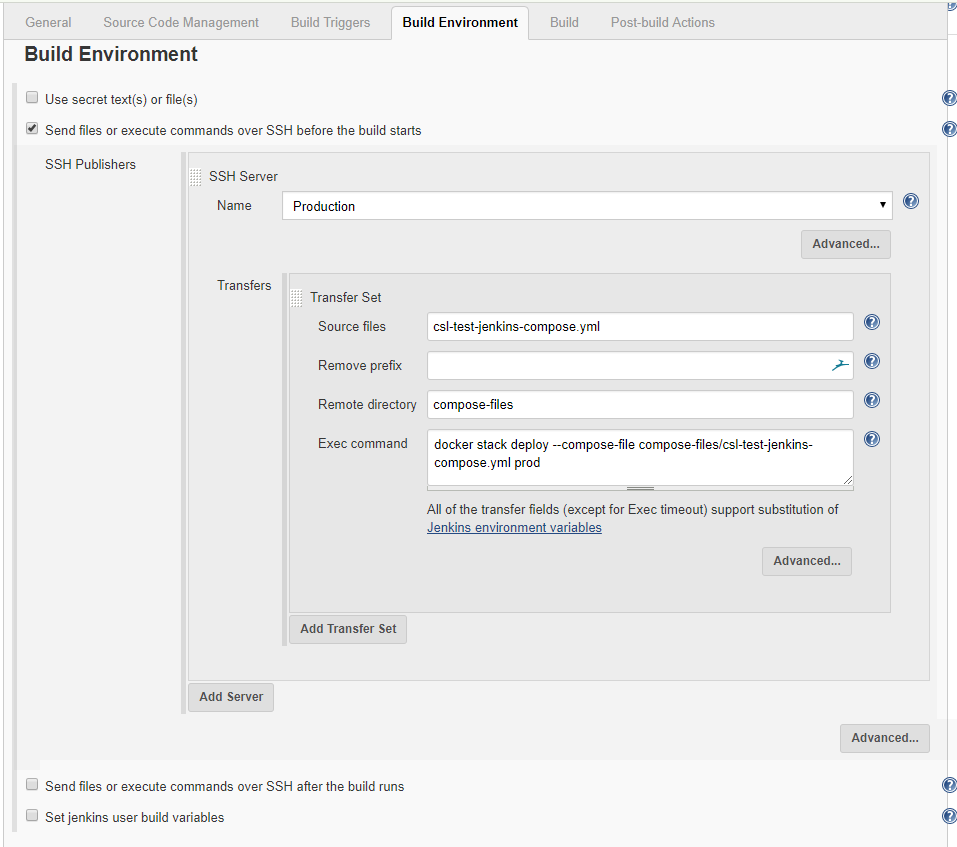 General Source Code Management Build Triggers Build Environment Build Post-build Actions
Build Environment
Use secret text(s) or file(s)
Send files or execute commands over SSH before the build starts
SSH Publishers
SSH Server
Name Production
Advanced...
Transfers
Transfer Set
Source files csl-test-jenkins-compose.yml
Remove prefix
Remote directory compose-files
Exec command docker stack deploy --compose-file compose-files/csl-test-jenkins-
compose.yml prod
All of the transfer fields (except for Exec timeout) support substitution of
Jenkins environment variables
Advanced...
Add Transfer Set
Add Server
Advanced...
Send files or execute commands over SSH after the build runs
Set jenkins user build variables